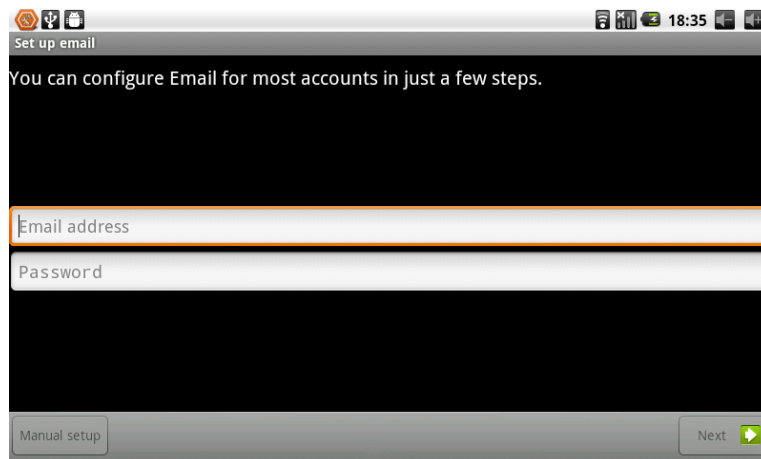 18:35
Set up email
You can configure Email for most accounts in just a few steps.
Email address
Password
Manual setup
Next